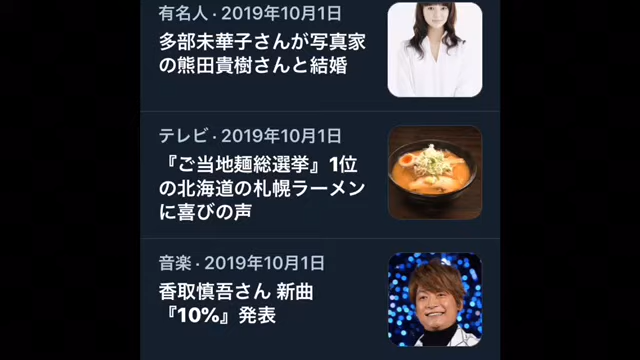 有名人 · 2019年10月1日
多部未華子さんが写真家
の熊田貴樹さんと結婚
テレビ · 2019年10月1日
『ご当地麺総選挙』1位
の北海道の札幌ラーメン
に喜びの声
音楽 · 2019年10月1日
香取慎吾さん 新曲
『10%』発表